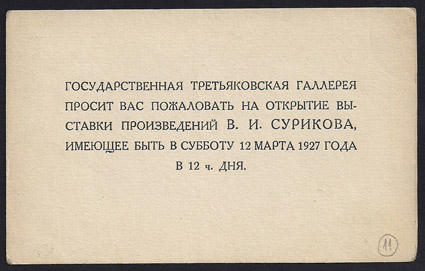 ГОСУДАРСТВЕННАЯ ТРЕТЬЯКОВСКАЯ ГАЛЛЕРЕЯ
ПРОСИТ ВАС ПОЖАЛОВАТЬ НА ОТКРЫТИЕ ВЫ-
СТАВКИ ПРОИЗВЕДЕНИЙ В. И. СУРИКОВА,
ИМЕЮЩЕЕ БЫТЬ В СУББОТУ 12 МАРТА 1927 ГОДА
В 12 ч. ДНЯ.
11